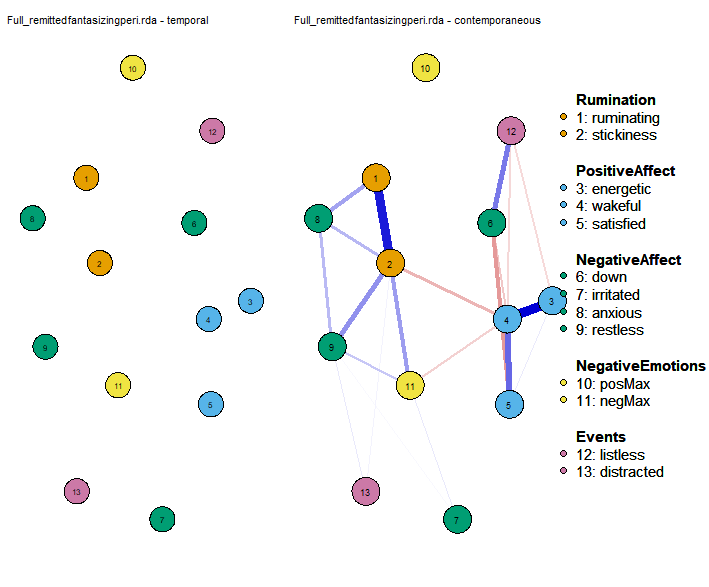 Full_remittedfantasizingperi.rda - temporal
Full_remittedfantasizingperi.rda - contemporaneous
10
12
1
8
6
2
3
4
9
11
5
13
7
10
12
1
8
6
2
3
4
9
11
5
13
7
Rumination
1: ruminating
2: stickiness
PositiveAffect
3: energetic
4: wakeful
5: satisfied
NegativeAffect
6: down
7: irritated
8: anxious
9: restless
NegativeEmotions
10: posMax
11: negMax
Events
12: listless
13: distracted